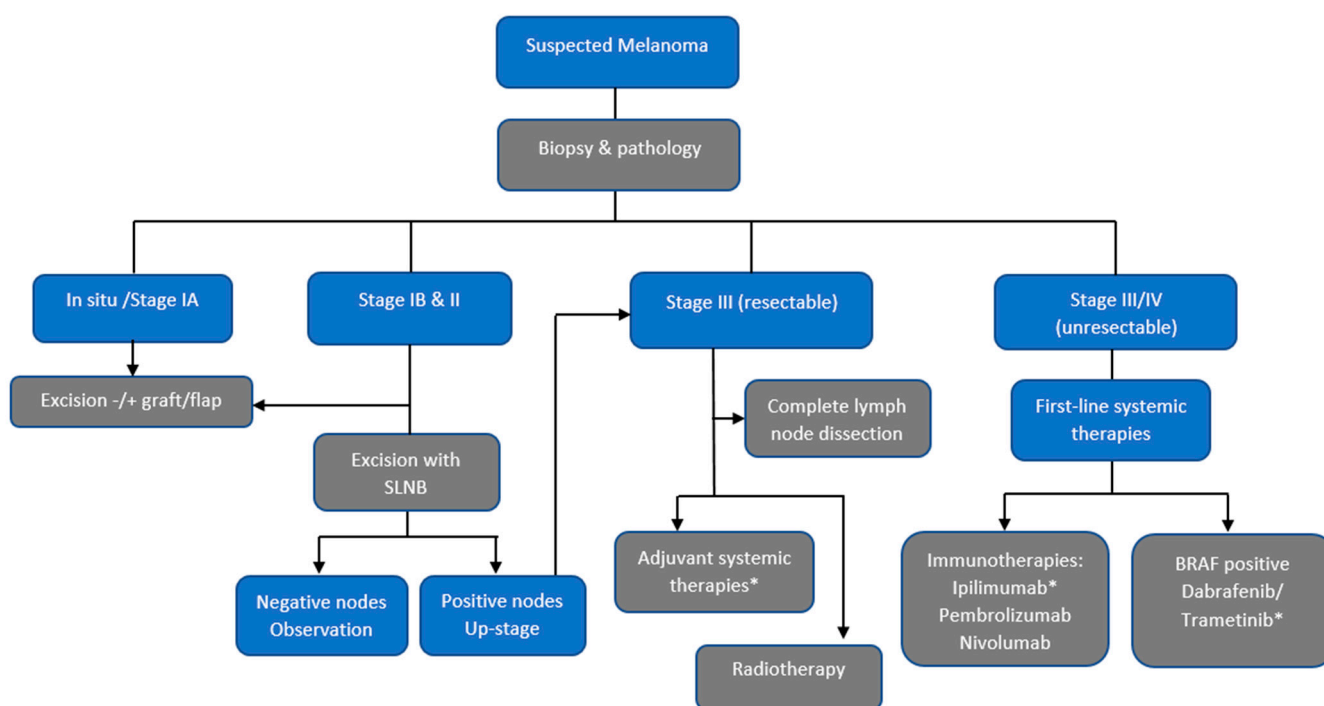 Suspected Melanoma
Biopsy & pathology
In situ /Stage IA
Stage IB & II
Stage III (resectable)
Stage III/IV
(unresectable)
Excision -/+ graft/flap
Complete lymph
node dissection
First-line systemic
therapies
Excision with
SLNB
Adjuvant systemic
therapies*
Immunotherapies:
Ipilimumab*
Pembrolizumab
Nivolumab
BRAF positive
Dabrafenib/
Trametinib*
Negative nodes
Observation
Positive nodes
Up-stage
Radiotherapy